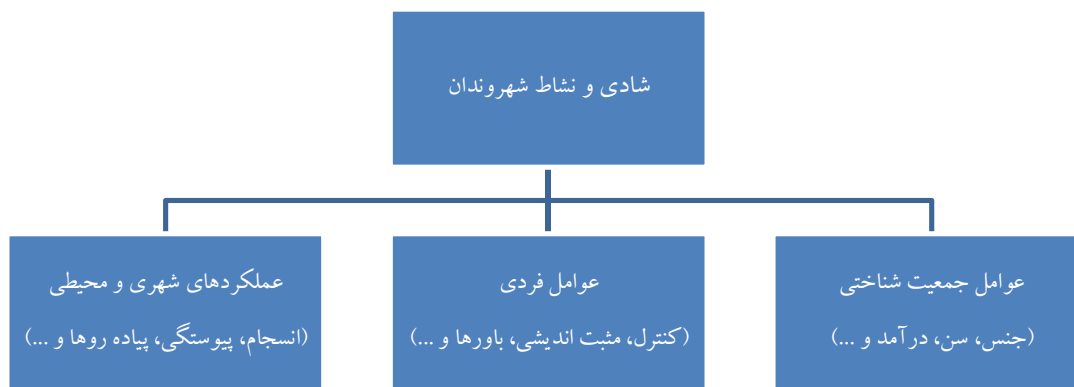 شادی و نشاط شهروندان
عوامل جمعیت شناختی
(جنس، سن، درآمد و ...)
عوامل فردی
(کنترل، مثبت اندیشی، باورها و ...)
عملکردهای شهری و محیطی
(انسجام، پیوستگی، پیاده روها و ...)